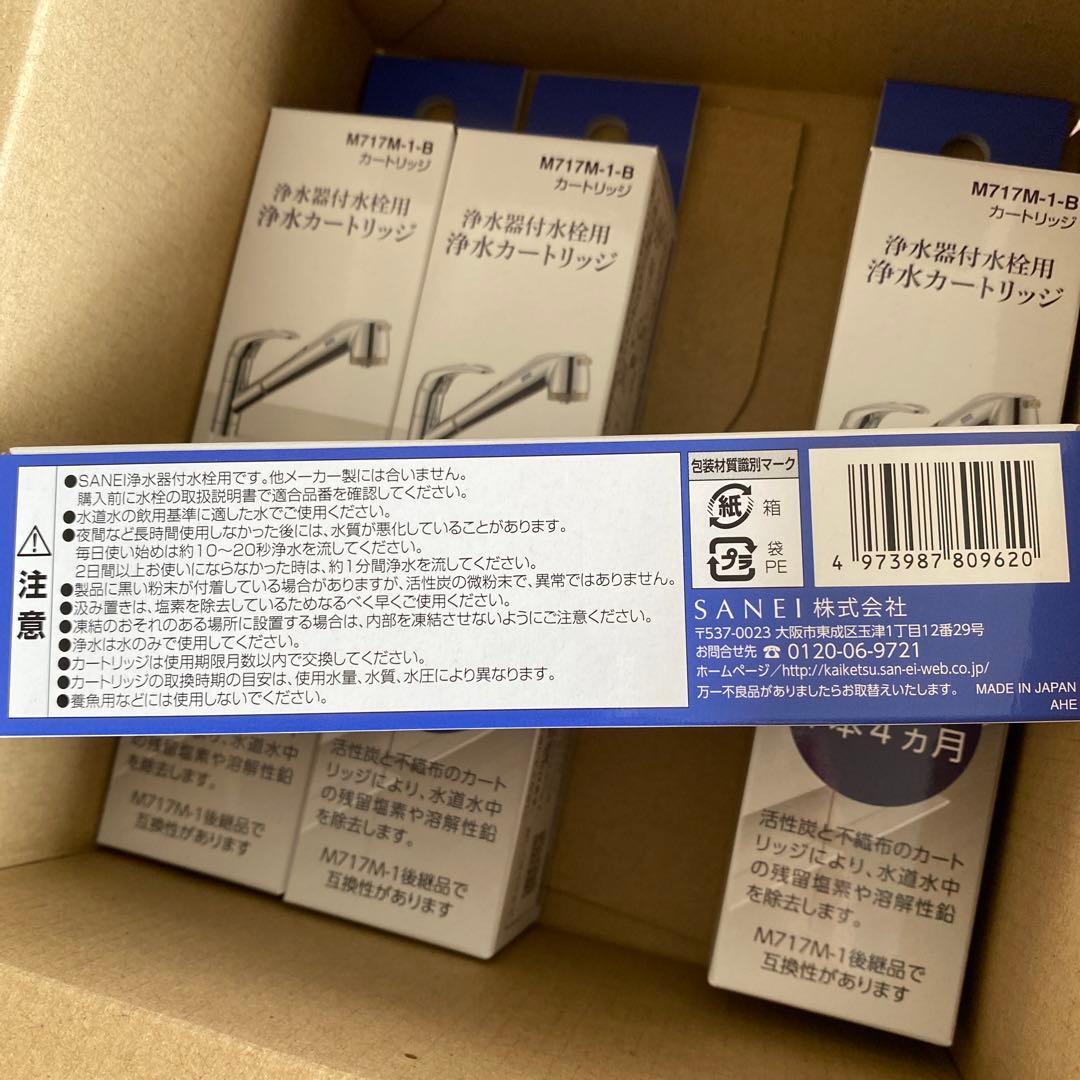 M717M-1-B
カートリッジ
浄水器付水栓用
浄水カートリッジ
M717M-1-B
カートリッジ
浄水器付水栓用
浄水カートリッジ
M717M-1-B
カートリッジ
浄水器付水栓用
浄水カートリッジ
注意
●SANEI浄水器付水栓用です。他メーカー製には合いません。
購入前に水栓の取扱説明書で適合品番を確認してください。
●水道水の飲用基準に適した水でご使用ください。
●夜間など長時間使用しなかった後には、水質が悪化していることがあります。
毎日使い始めは約10〜20秒浄水を流してください。
2日間以上お使いにならなかった時は、約1分間浄水を流してください。
●製品に黒い粉末が付着している場合がありますが、活性炭の微粉末で、異常ではありません。
●汲み置きは、塩素を除去しているためなるべく早くご使用ください。
●凍結のおそれのある場所に設置する場合は、内部を凍結させないようにご注意ください。
●浄水は水のみで使用してください。
●カートリッジは使用期限月数以内で交換してください。
●カートリッジの取換時期の目安は、使用水量、水質、水圧により異なります。
●養魚用などには使用しないでください。
包装材質識別マーク
紙 箱
プラ 袋
PE
4 973987 809620
SANEI 株式会社
〒537-0023 大阪市東成区玉津1丁目12番29号
お問合せ先 ☎ 0120-06-9721
ホームページ/http://kaiketsu.san-ei-web.co.jp/
万一不良品がありましたらお取替えいたします。 MADE IN JAPAN
AHE
、水道水中
の残留塩素や溶解性鉛
を除去します。
M717M-1後継品で
互換性があります
活性炭と不織布のカート
リッジにより、水道水中
の残留塩素や溶解性鉛
を除去します。
M717M-1後継品で
互換性があります
本4ヵ月
活性炭と不織布のカート
リッジにより、水道水中
の残留塩素や溶解性鉛
を除去します。
M717M-1後継品で
互換性があります